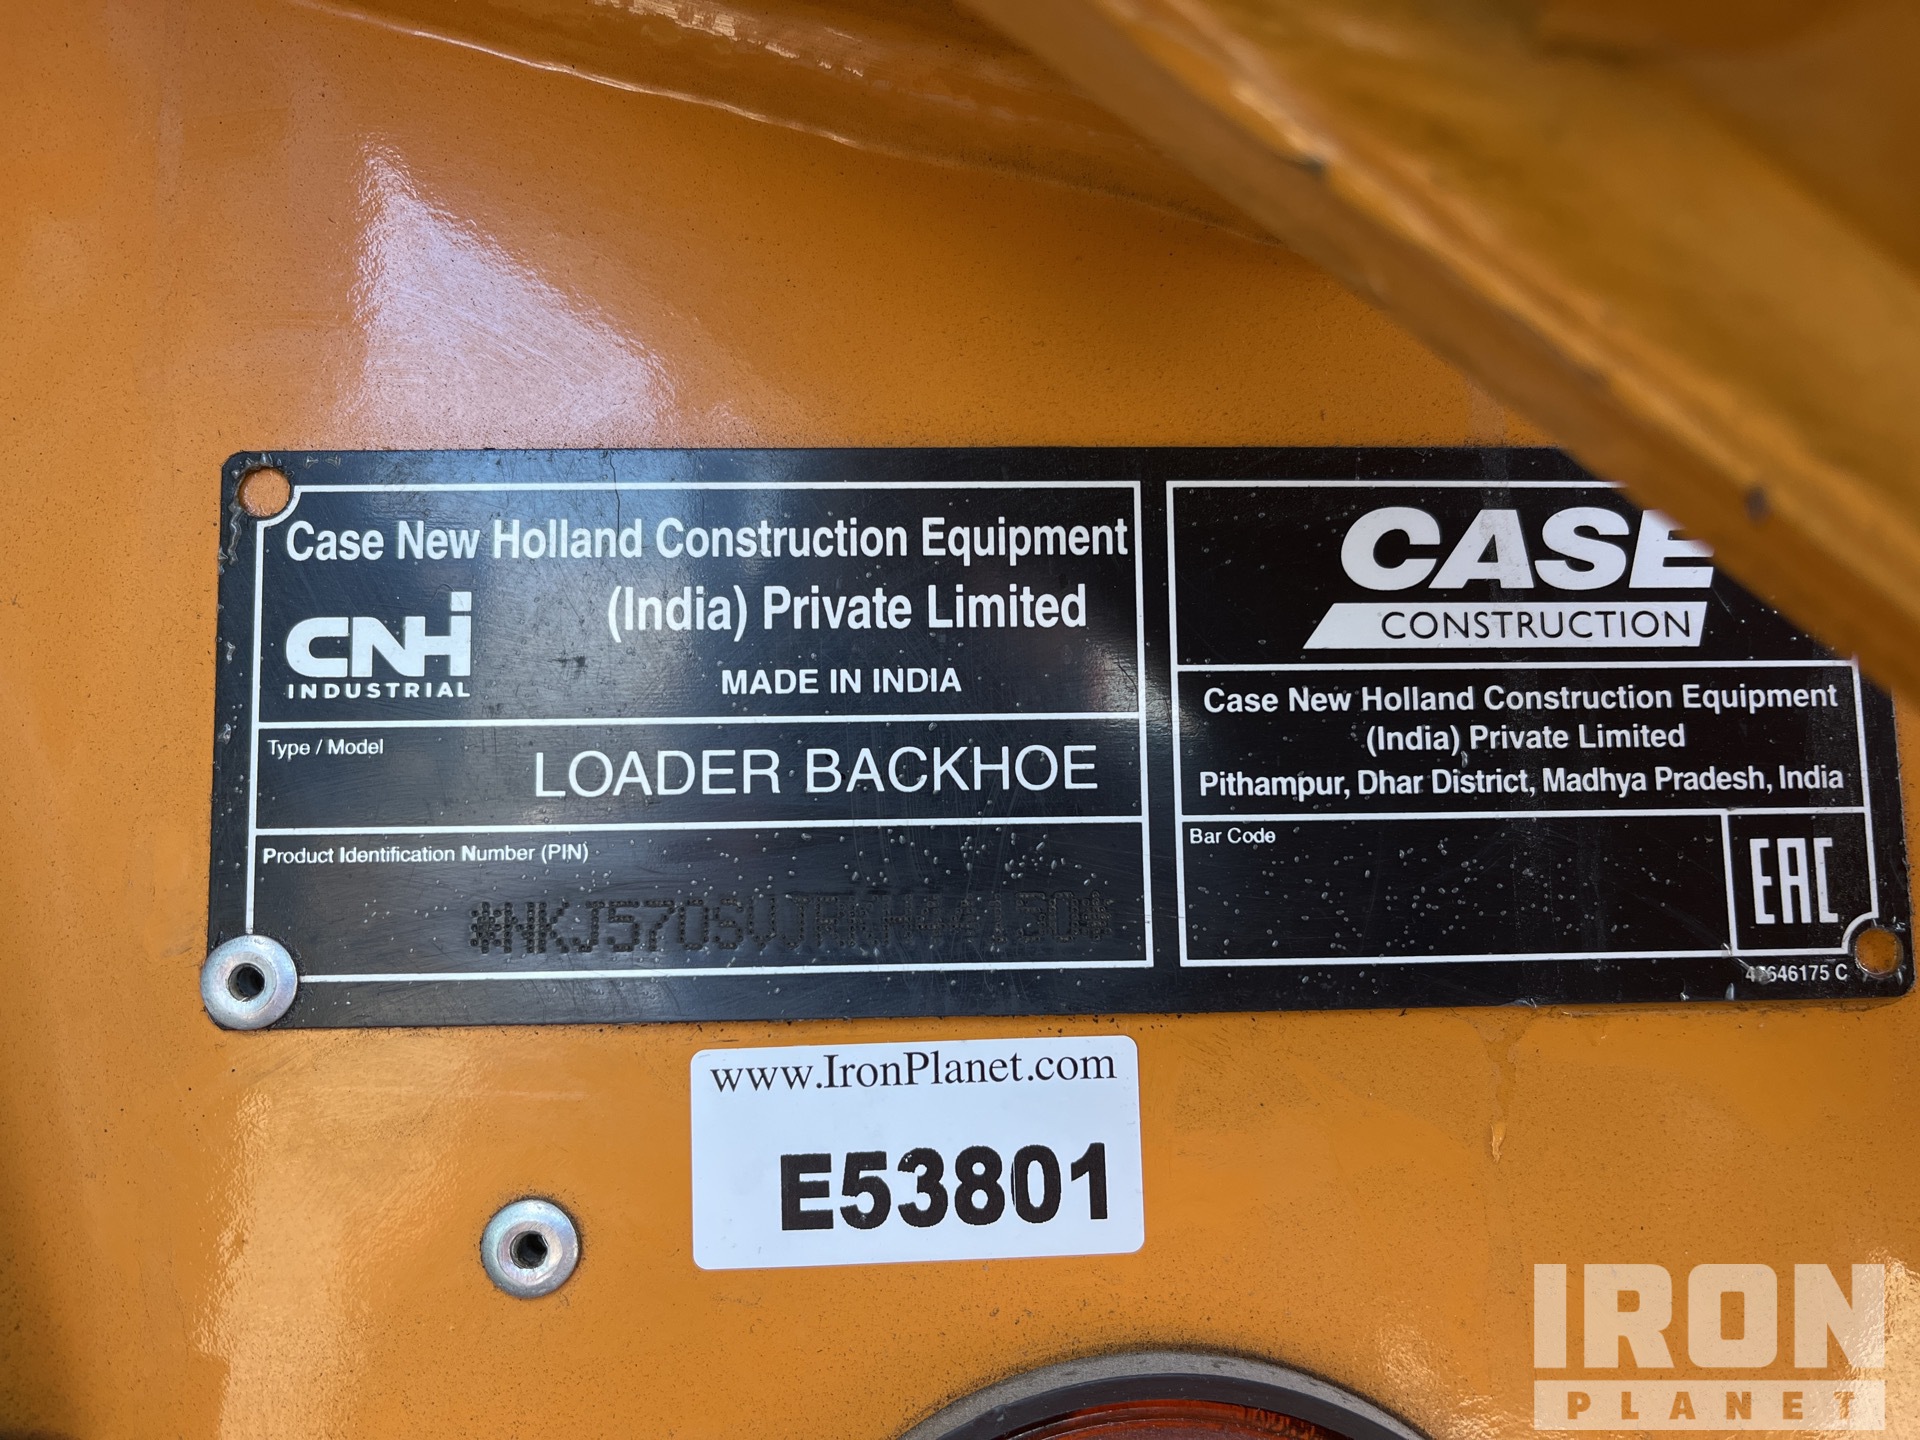 Case New Holland Construction Equipment
(India) Private Limited
CNH
INDUSTRIAL
MADE IN INDIA
Type / Model
LOADER BACKHOE
Product Identification Number (PIN)
CASE
CONSTRUCTION
Case New Holland Construction Equipment
(India) Private Limited
Pithampur, Dhar District, Madhya Pradesh, India
Bar Code
EAC
47646175 C
www.IronPlanet.com
E53801
IRON
PLANET